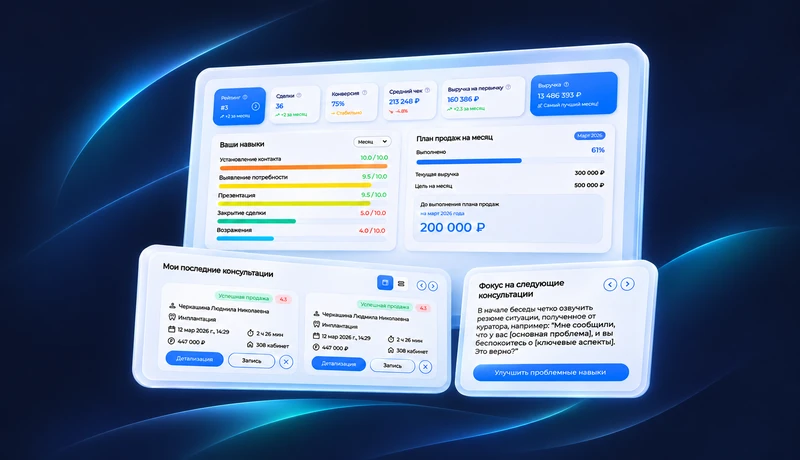 Рейтинг
#3
+2 за месяц
Сделки
36
+2 за месяц
Конверсия
75%
Стабильно!
Средний чек
213 248 ₽
-4.8%
Выручка на первичку
160 386 ₽
+2.3 за месяц
Выручка
13 486 393 ₽
Самый лучший месяц!
Ваши навыки
Месяц
Установление контакта
10.0 / 10.0
Выявление потребности
9.5 / 10.0
Презентация
9.5 / 10.0
Закрытие сделки
5.0 / 10.0
Возражения
4.0 / 10.0
План продаж на месяц
Март 2026
Выполнено
61%
Текущая выручка
300 000 ₽
Цель на месяц
500 000 ₽
До выполнения плана продаж
на март 2026 года
200 000 ₽
Мои последние консультации
Успешная продажа
4.3
Черкашина Людмила Николаевна
Имплантация
12 мар 2026 г., 14:29
2 ч 26 мин
447 000 ₽
308 кабинет
Детализация
Запись
Успешная продажа
4.3
Черкашина Людмила Николаевна
Имплантация
12 мар 2026 г., 14:29
2 ч 26 мин
447 000 ₽
308 кабинет
Детализация
Запись
Фокус на следующие
консультации
В начале беседы четко озвучить
резюме ситуации, полученное от
куратора, например: "Мне сообщили,
что у вас [основная проблема], и вы
беспокоитесь о [ключевые аспекты].
Это верно?"
Улучшить проблемные навыки